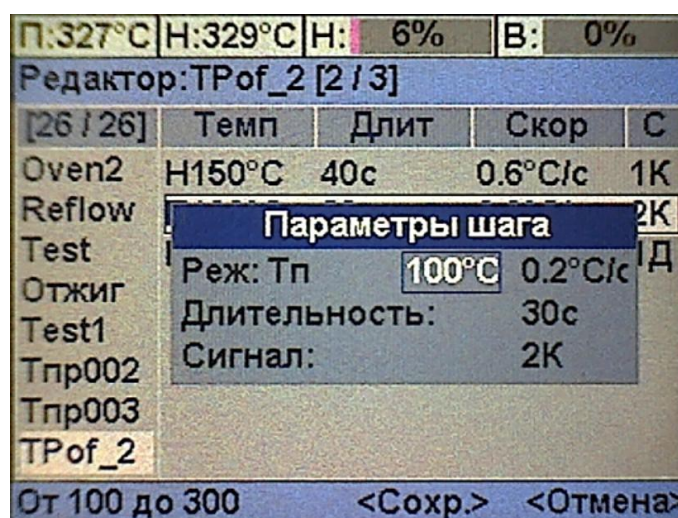 П:327°C Н:329°C Н: 6% В: 0%
Редактор:TPof_2 [2 / 3]
[26 / 26] Темп Длит Скор С
Oven2 Н150°C 40с 0.6°C/с 1К
Reflow 2К
Параметры шага
Test Д
Реж: Тп 100°C 0.2°C/с
Отжиг
Длительность: 30с
Test1
Сигнал: 2К
Тпр002
Тпр003
TPof_2
От 100 до 300 <Сохр.> <Отмена>